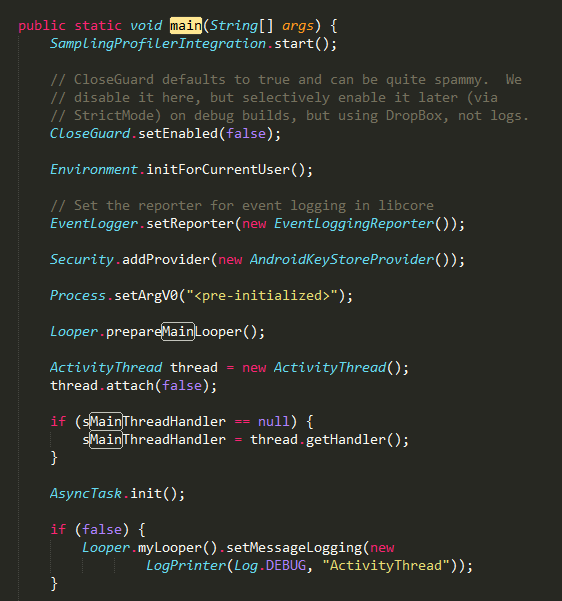 public static void main(String[] args) {
    SamplingProfilerIntegration.start();

    // CloseGuard defaults to true and can be quite spammy.  We
    // disable it here, but selectively enable it later (via
    // StrictMode) on debug builds, but using DropBox, not logs.
    CloseGuard.setEnabled(false);

    Environment.initForCurrentUser();

    // Set the reporter for event logging in libcore
    EventLogger.setReporter(new EventLoggingReporter());

    Security.addProvider(new AndroidKeyStoreProvider());

    Process.setArgV0("<pre-initialized>");

    Looper.prepareMainLooper();

    ActivityThread thread = new ActivityThread();
    thread.attach(false);

    if (sMainThreadHandler == null) {
        sMainThreadHandler = thread.getHandler();
    }

    AsyncTask.init();

    if (false) {
        Looper.myLooper().setMessageLogging(new
                LogPrinter(Log.DEBUG, "ActivityThread"));
    }